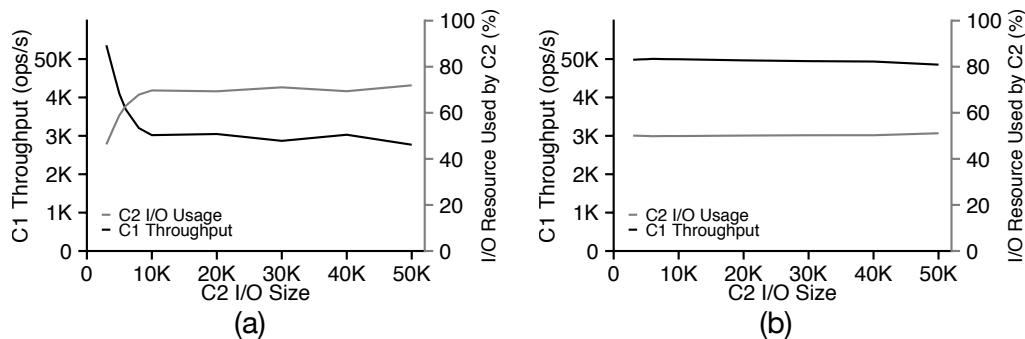 C1 Throughput (ops/s)
50K
4K
3K
2K
1K
0
C2 I/O Usage
C1 Throughput
0
10K
20K
30K
40K
50K
C2 I/O Size
100
80
60
40
20
0
I/O Resource Used by C2 (%)
(a)
C1 Throughput (ops/s)
50K
4K
3K
2K
1K
0
C2 I/O Usage
C1 Throughput
0
10K
20K
30K
40K
50K
C2 I/O Size
100
80
60
40
20
0
I/O Resource Used by C2 (%)
(b)